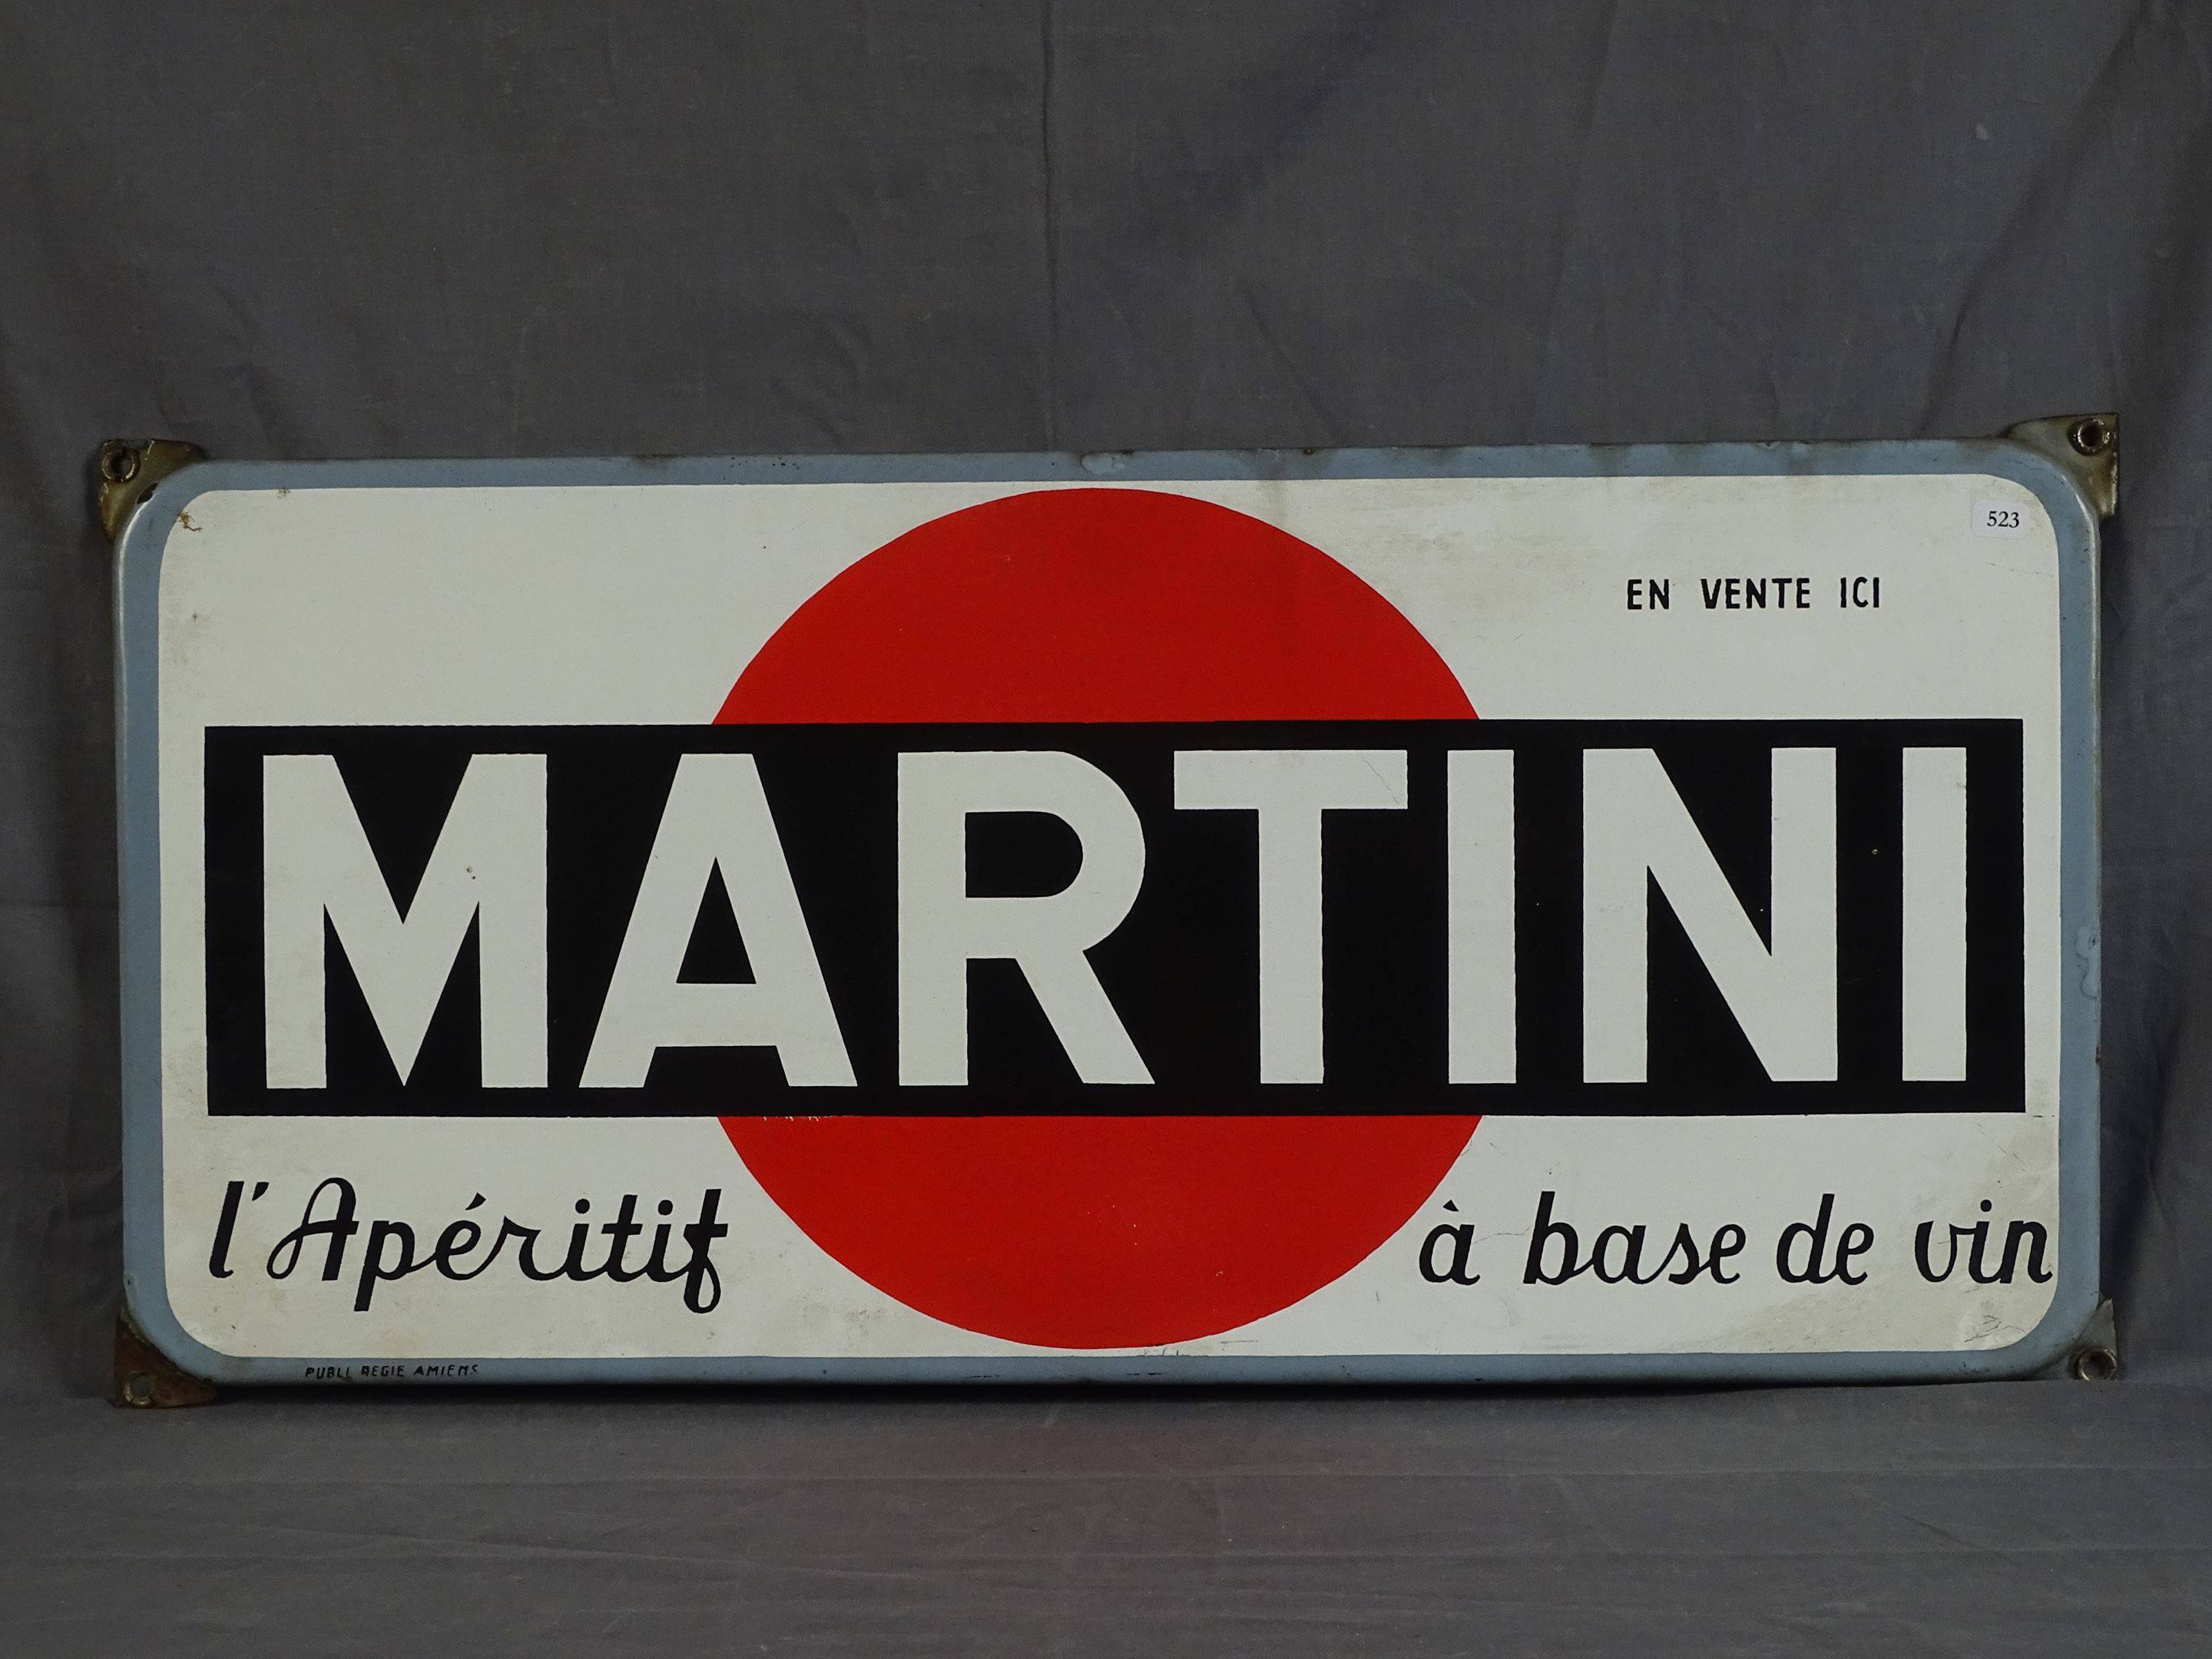 523
EN VENTE ICI
MARTINI
l'Apéritif à base de vin
PUBLI REGIE AMIENS